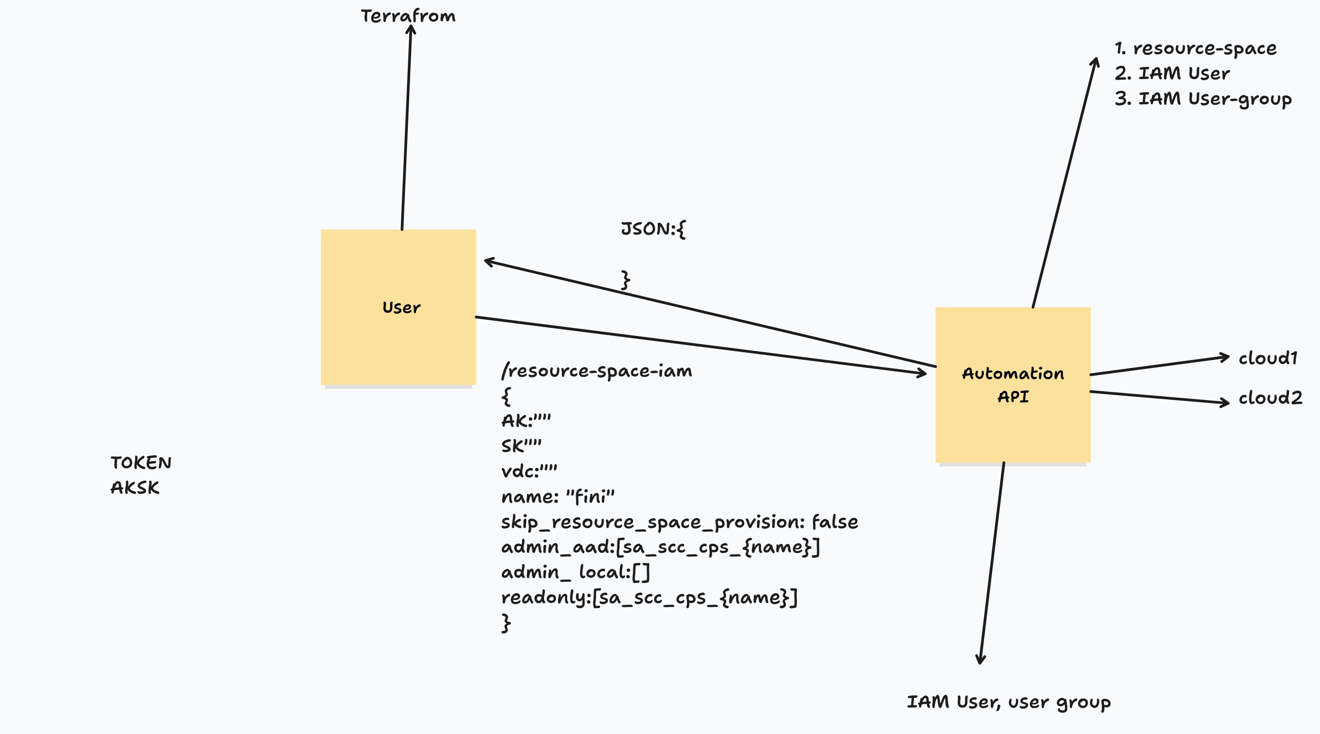 Terrafrom
1. resource-space
2. IAM User
3. IAM User-group
JSON:{
}
User
/resource-space-iam
{
AK:""
SK""
vdc:""
name: "fini"
skip_resource_space_provision: false
admin_aad:[sa_scc_cps_{name}]
admin_ local:[]
readonly:[sa_scc_cps_{name}]
}
Automation
API
cloud1
cloud2
TOKEN
AKSK
IAM User, user group